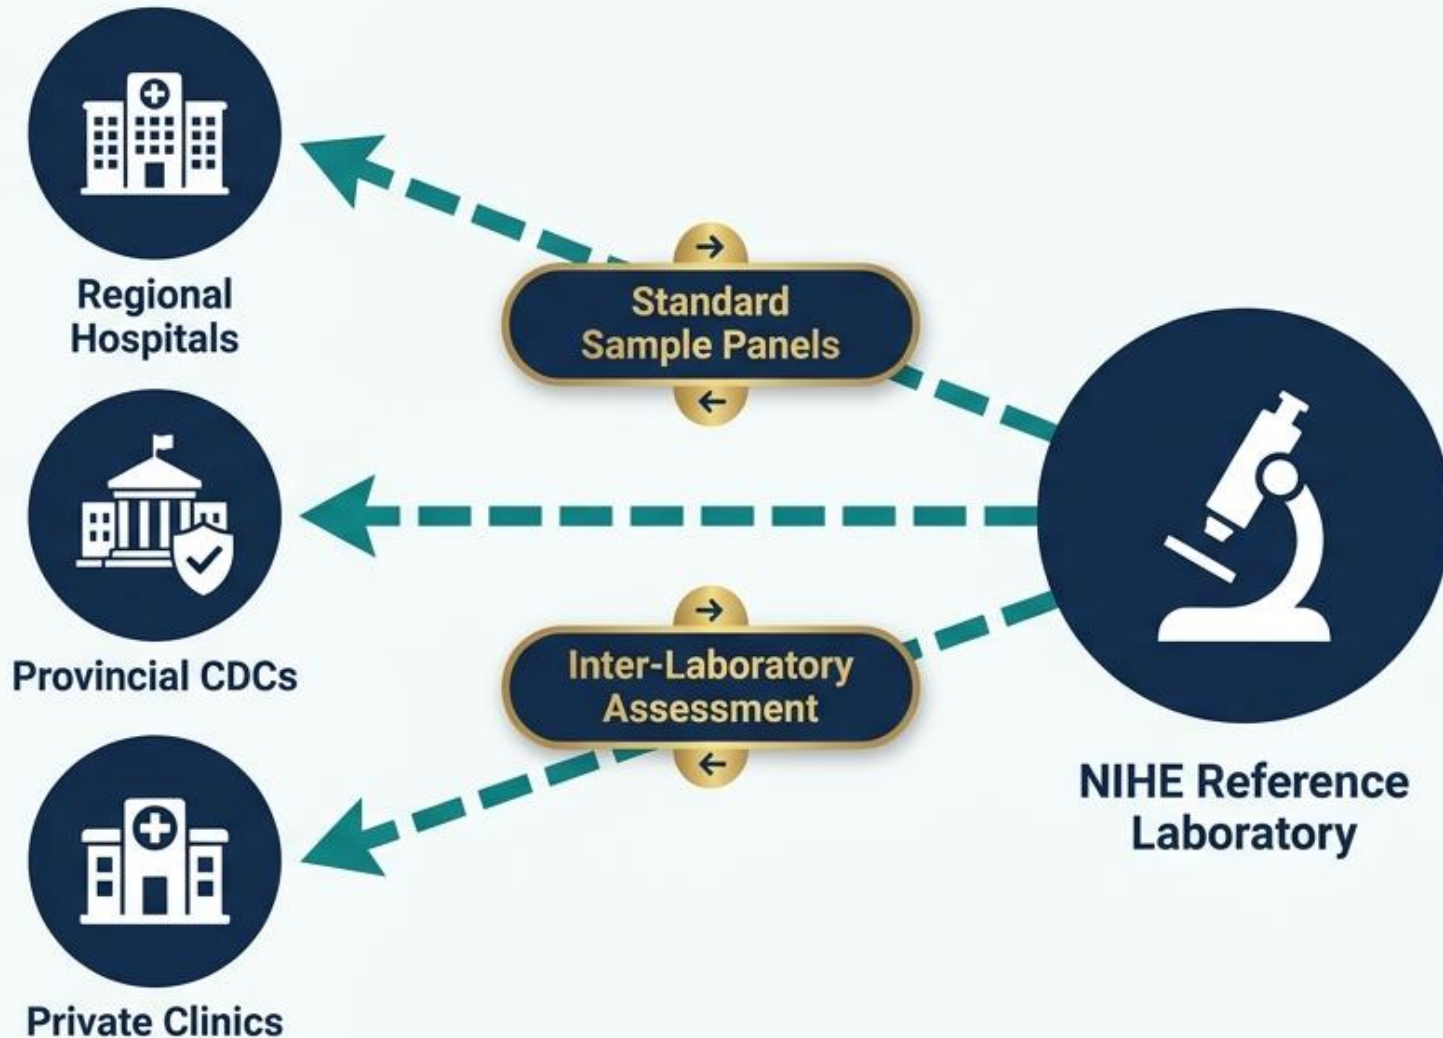 Regional
Hospitals
Standard
Sample Panels
Provincial CDCs
Inter-Laboratory
Assessment
NIHE Reference
Laboratory
Private Clinics